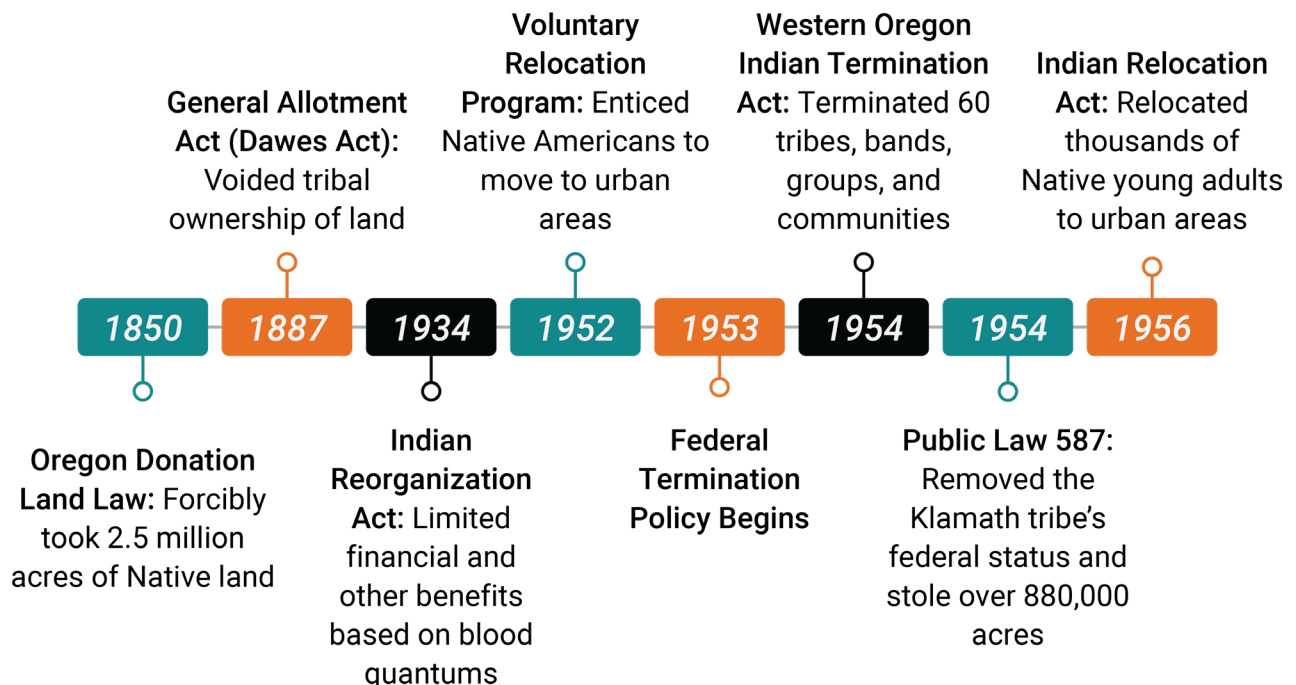 General Allotment
Act (Dawes Act):
Voided tribal
ownership of land
Voluntary
Relocation
Program: Enticed
Native Americans to
move to urban
areas
Western Oregon
Indian Termination
Act: Terminated 60
tribes, bands,
groups, and
communities
Indian Relocation
Act: Relocated
thousands of
Native young adults
to urban areas
1850
1887
1934
1952
1953
1954
1954
1956
Oregon Donation
Land Law: Forcibly
took 2.5 million
acres of Native land
Indian
Reorganization
Act: Limited
financial and
other benefits
based on blood
quantums
Federal
Termination
Policy Begins
Public Law 587:
Removed the
Klamath tribe’s
federal status and
stole over 880,000
acres